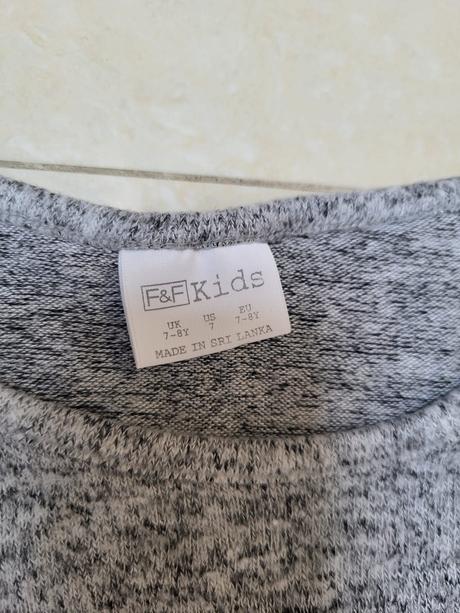 F&F Kids
UK US EU
7-8Y 7 7-8Y
MADE IN SRI LANKA